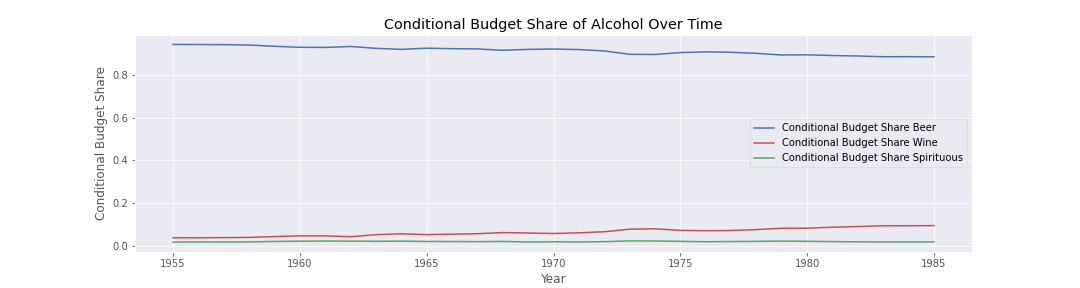 Conditional Budget Share of Alcohol Over Time
Conditional Budget Share
0.8
0.6
0.4
0.2
0.0
Conditional Budget Share Beer
Conditional Budget Share Wine
Conditional Budget Share Spirituous
1955 1960 1965 1970 1975 1980 1985
Year